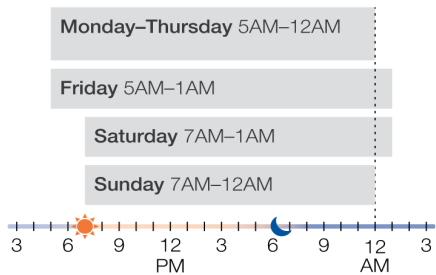 Monday–Thursday 5AM–12AM
Friday 5AM–1AM
Saturday 7AM–1AM
Sunday 7AM–12AM
3 6 9 12 3 6 9 12 3
PM AM